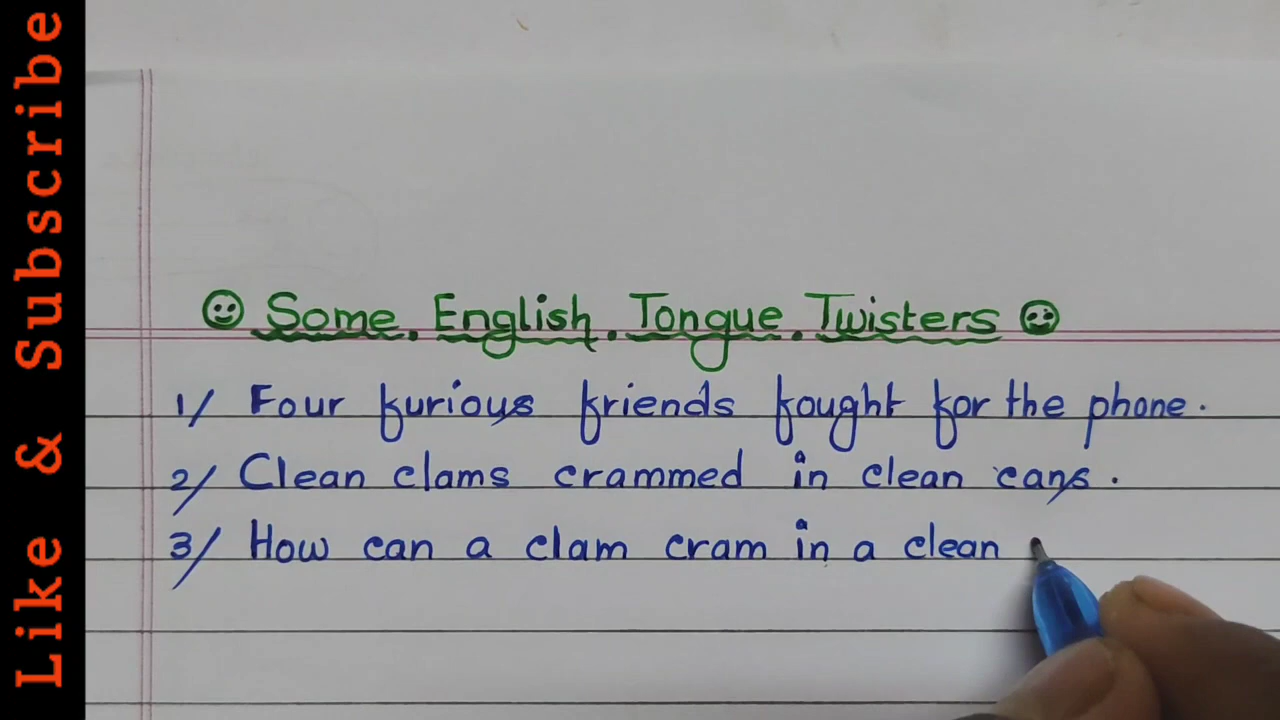 Like & Subscribe
Some. English. Tongue. Twisters
1/ Four furious friends fought for the phone.
2/ Clean clams crammed in clean cans.
3/ How can a clam cram in a clean